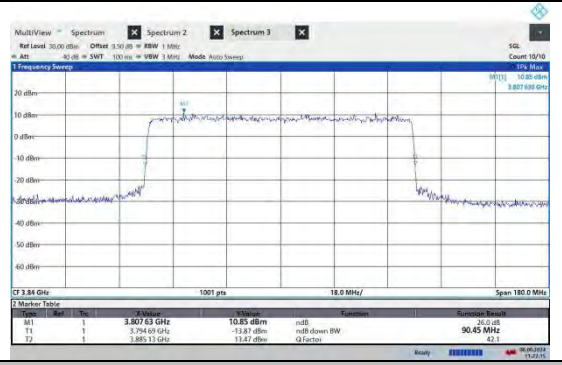 MultiView Spectrum X Spectrum 2 X Spectrum 3 X
Ref Level 30.00 dBm Offset 3.50 dB RBW 1 MHz SGL
Att 40 dB SWT 100 ms VBW 3 MHz Mode Auto Sweep Count 10/10
1 Frequency Sweep 1Pk Max
M1[1] 10.85 dBm
3.807 630 GHz
20 dBm
M1
10 dBm
0 dBm
-10 dBm
-20 dBm
-30 dBm
-40 dBm
-50 dBm
-60 dBm
CF 3.84 GHz 1001 pts 18.0 MHz/ Span 180.0 MHz
2 Marker Table
Type Ref Trc X-Value Y-Value Function Function Result
M1 1 3.807 63 GHz 10.85 dBm ndB 26.0 dB
T1 1 3.794 69 GHz -13.87 dBm ndB down BW 90.45 MHz
T2 1 3.885 13 GHz 13.47 dBm Q Factor 42.1
Ready